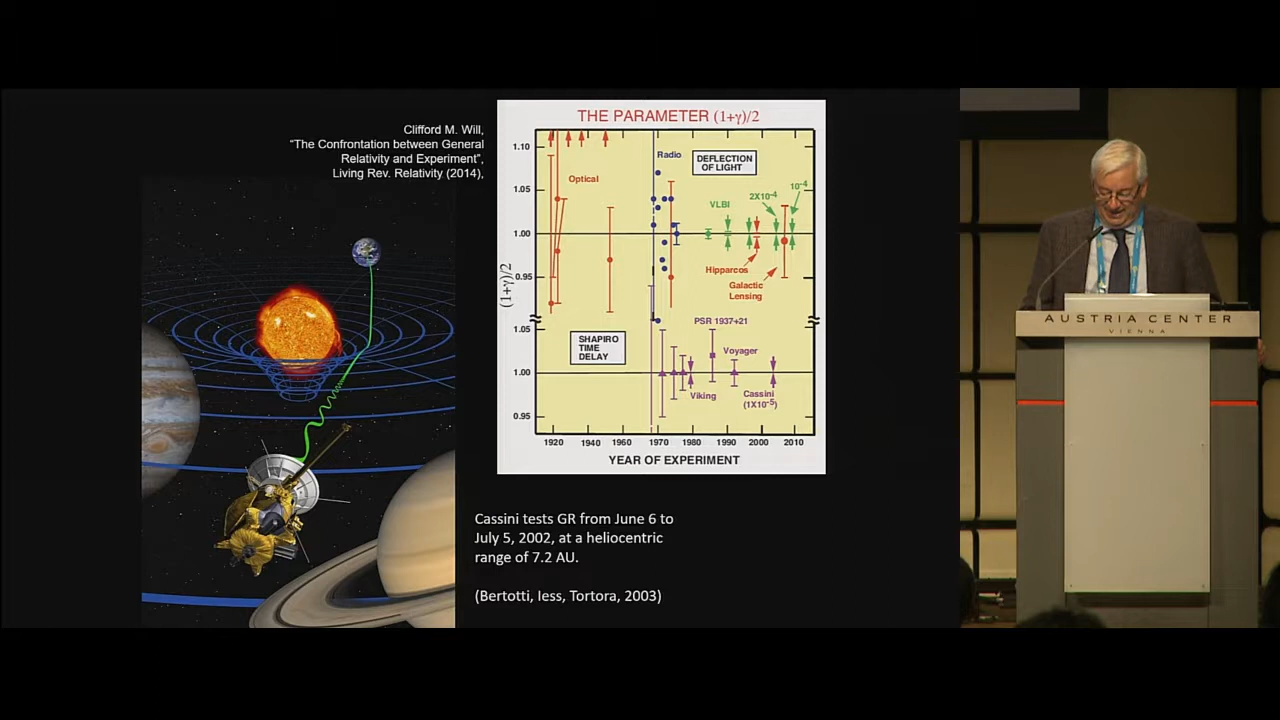 Clifford M. Will,
"The Confrontation between General
Relativity and Experiment",
Living Rev. Relativity (2014),
THE PARAMETER (1+γ)/2
1.10
1.05
1.00
0.95
(1+γ)/2
1.05
1.00
0.95
Optical
Radio
DEFLECTION
OF LIGHT
VLBI
2X10-4
10-4
Hipparcos
Galactic
Lensing
PSR 1937+21
SHAPIRO
TIME
DELAY
Voyager
Viking
Cassini
(1X10-5)
1920 1940 1960 1970 1980 1990 2000 2010
YEAR OF EXPERIMENT
Cassini tests GR from June 6 to
July 5, 2002, at a heliocentric
range of 7.2 AU.
(Bertotti, Iess, Tortora, 2003)
AUSTRIA CENTER
VIENNA